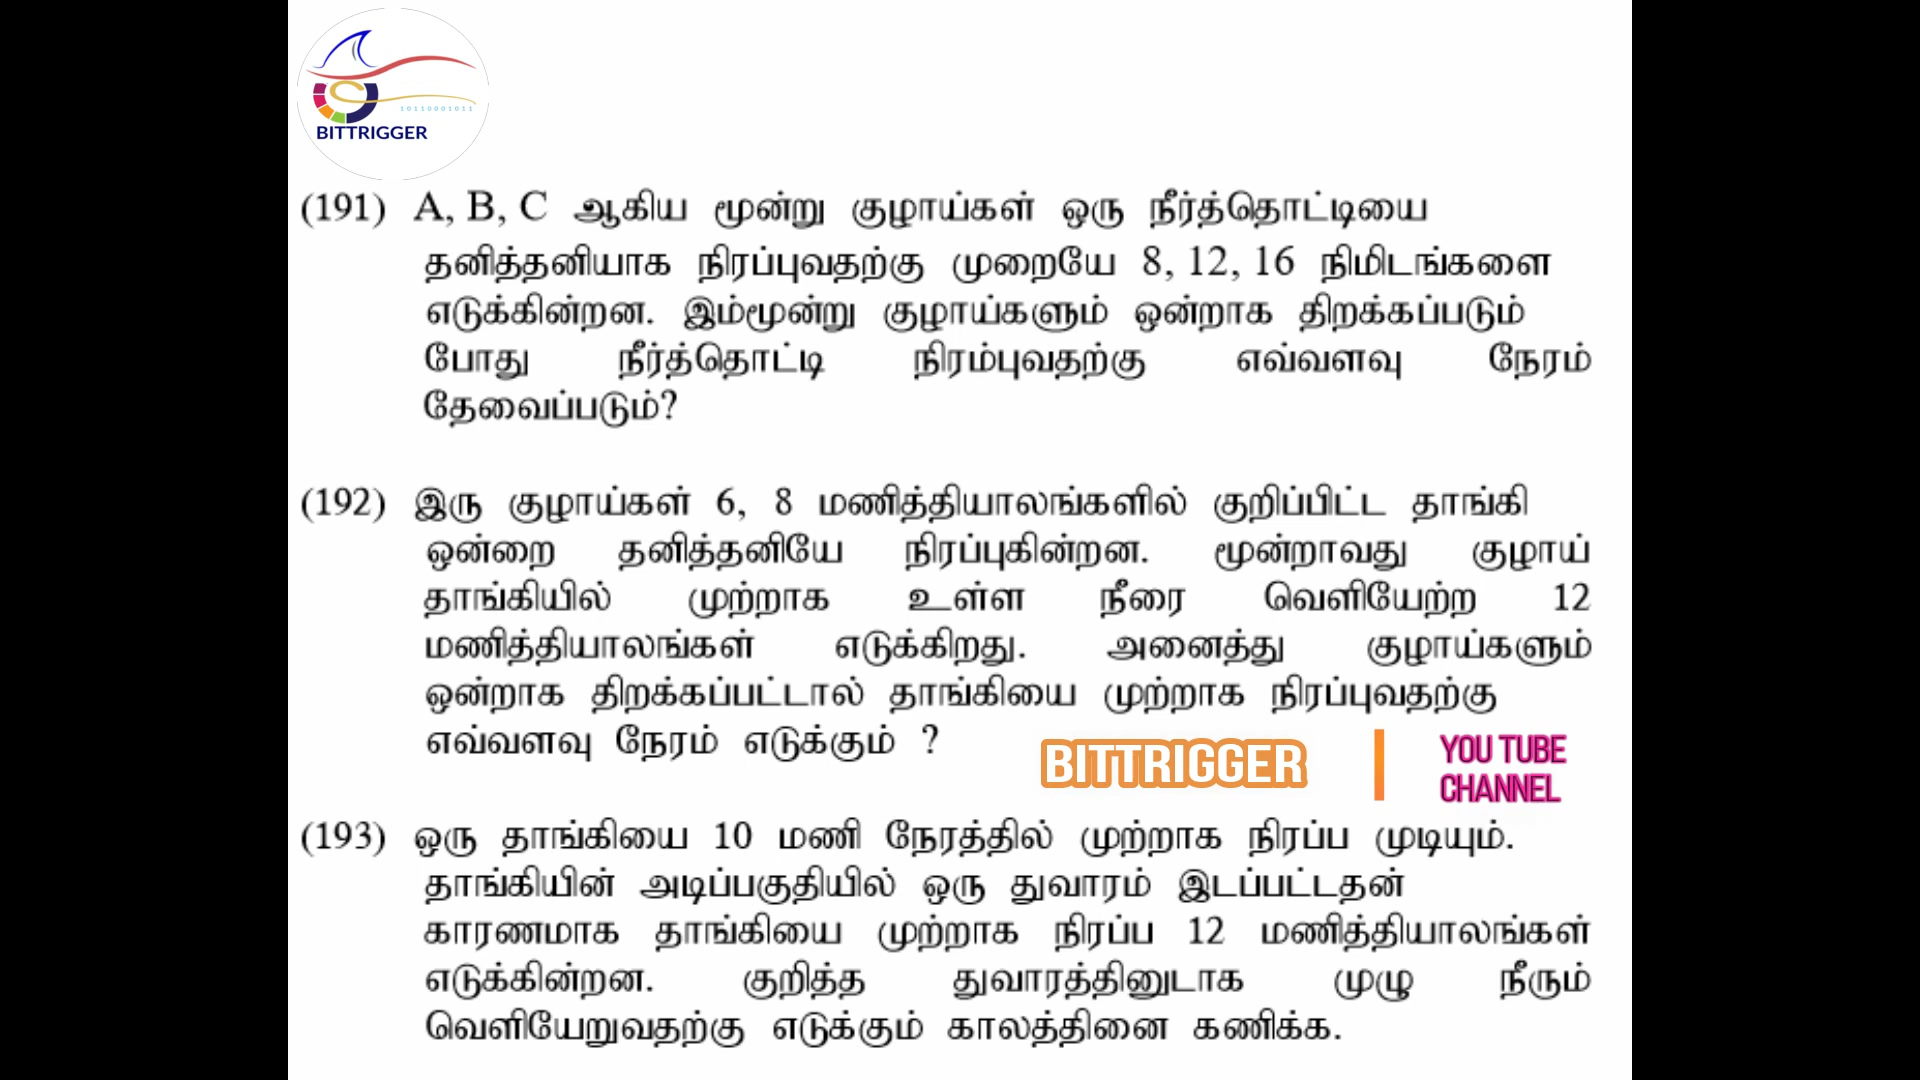 10110001011
BITTRIGGER
(191) A, B, C ஆகிய மூன்று குழாய்கள் ஒரு நீர்த்தொட்டியை
தனித்தனியாக நிரப்புவதற்கு முறையே 8, 12, 16 நிமிடங்களை
எடுக்கின்றன. இம்மூன்று குழாய்களும் ஒன்றாக திறக்கப்படும்
போது நீர்த்தொட்டி நிரம்புவதற்கு எவ்வளவு நேரம்
தேவைப்படும்?
(192) இரு குழாய்கள் 6, 8 மணித்தியாலங்களில் குறிப்பிட்ட தாங்கி
ஒன்றை தனித்தனியே நிரப்புகின்றன. மூன்றாவது குழாய்
தாங்கியில் முற்றாக உள்ள நீரை வெளியேற்ற 12
மணித்தியாலங்கள் எடுக்கிறது. அனைத்து குழாய்களும்
ஒன்றாக திறக்கப்பட்டால் தாங்கியை முற்றாக நிரப்புவதற்கு
எவ்வளவு நேரம் எடுக்கும் ?
BITTRIGGER
YOU TUBE
CHANNEL
(193) ஒரு தாங்கியை 10 மணி நேரத்தில் முற்றாக நிரப்ப முடியும்.
தாங்கியின் அடிப்பகுதியில் ஒரு துவாரம் இடப்பட்டதன்
காரணமாக தாங்கியை முற்றாக நிரப்ப 12 மணித்தியாலங்கள்
எடுக்கின்றன. குறித்த துவாரத்தினுடாக முழு நீரும்
வெளியேறுவதற்கு எடுக்கும் காலத்தினை கணிக்க.